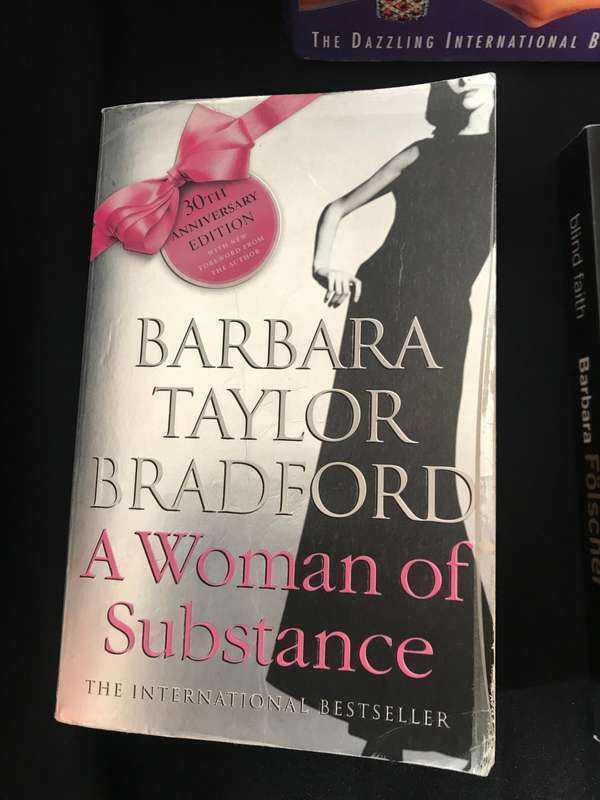 THE DAZZLING INTERNATIONAL B
30TH
ANNIVERSARY
EDITION
WITH NEW
FOREWORD FROM
THE AUTHOR
BARBARA
TAYLOR
BRADFORD
A Woman of
Substance
THE INTERNATIONAL BESTSELLER
blind faith Barbara Fölscher